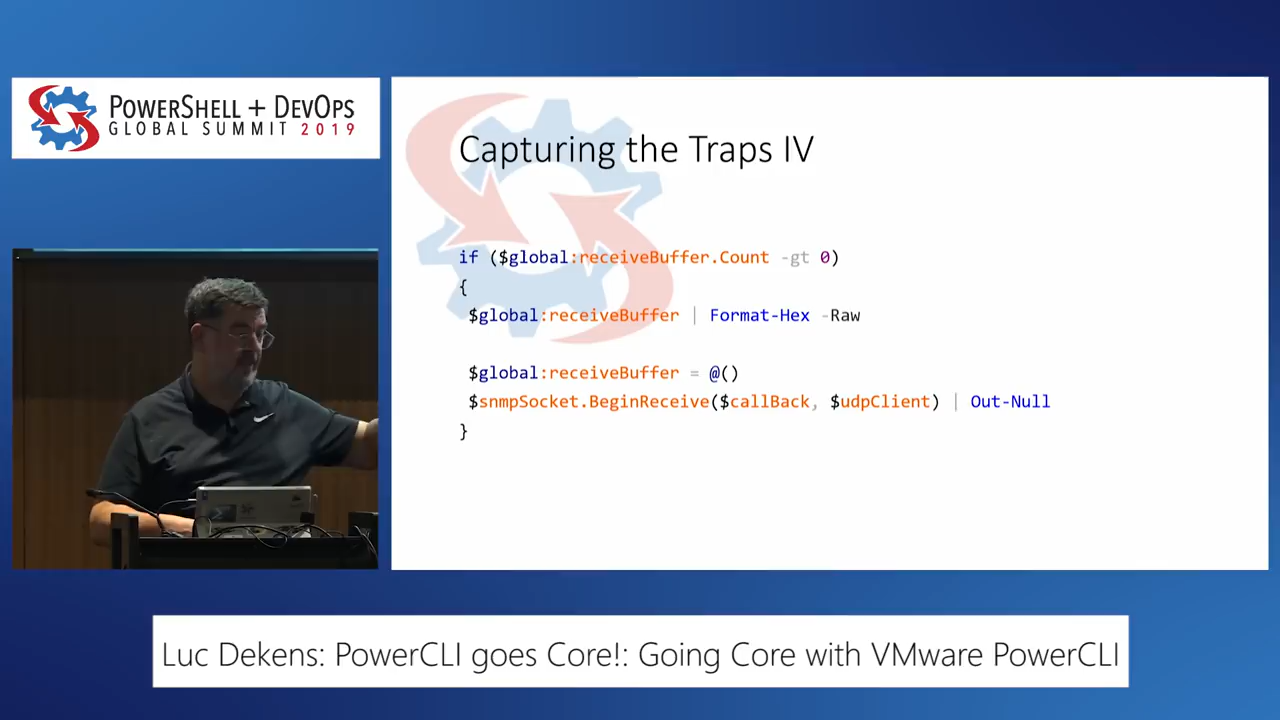 POWERSHELL + DEVOPS
GLOBAL SUMMIT 2019
Capturing the Traps IV
if ($global:receiveBuffer.Count -gt 0)
{
$global:receiveBuffer | Format-Hex -Raw
$global:receiveBuffer = @()
$snmpSocket.BeginReceive($callBack, $udpClient) | Out-Null
}
Luc Dekens: PowerCLI goes Core!: Going Core with VMware PowerCLI